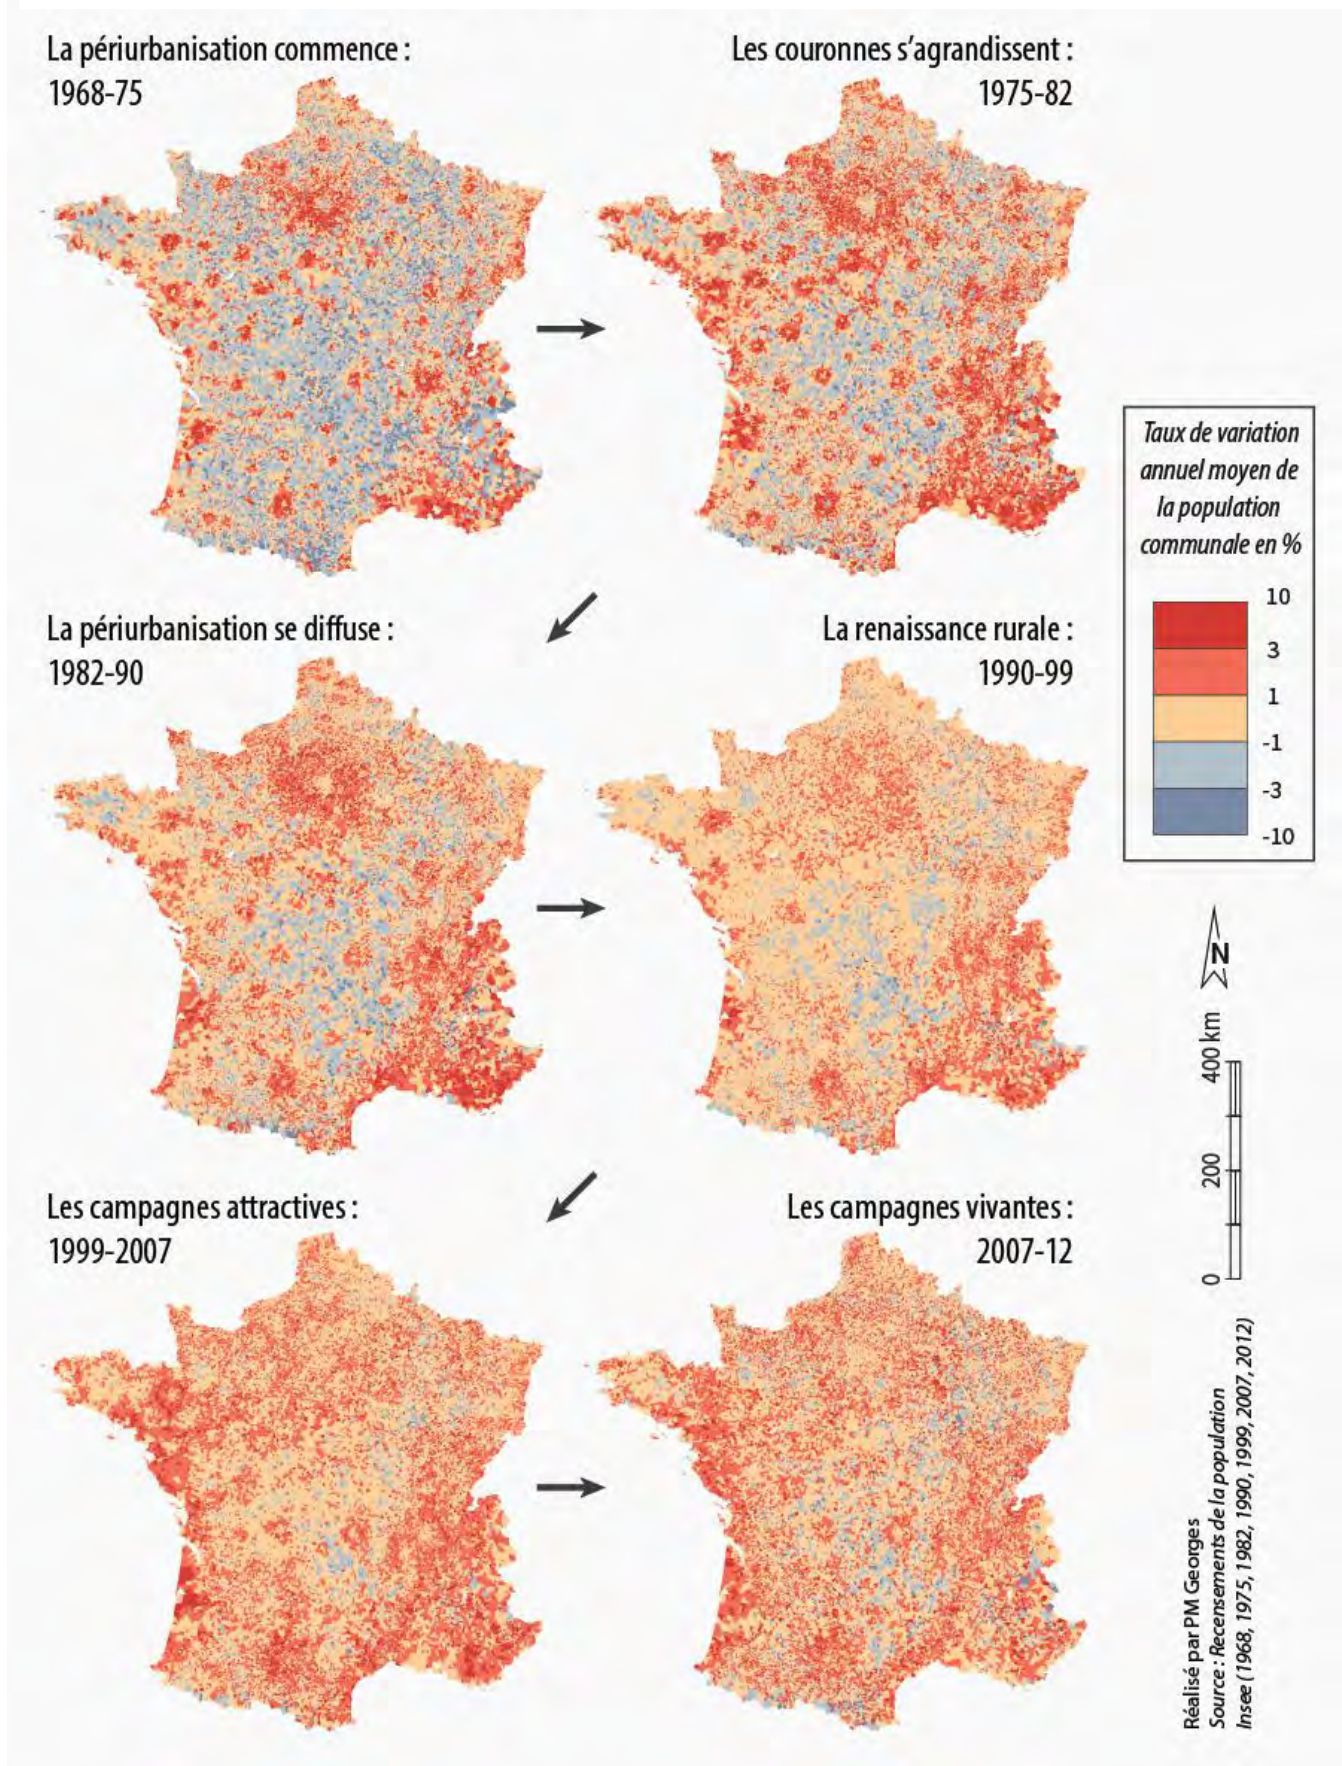 La périurbanisation commence :
1968-75
Les couronnes s'agrandissent :
1975-82
La périurbanisation se diffuse :
1982-90
La renaissance rurale :
1990-99
Les campagnes attractives :
1999-2007
Les campagnes vivantes :
2007-12
Taux de variation
annuel moyen de
la population
communale en %
10
3
1
-1
-3
-10
N
400 km
200
0
Réalisé par PM Georges
Source : Recensements de la population
Insee (1968, 1975, 1982, 1990, 1999, 2007, 2012)